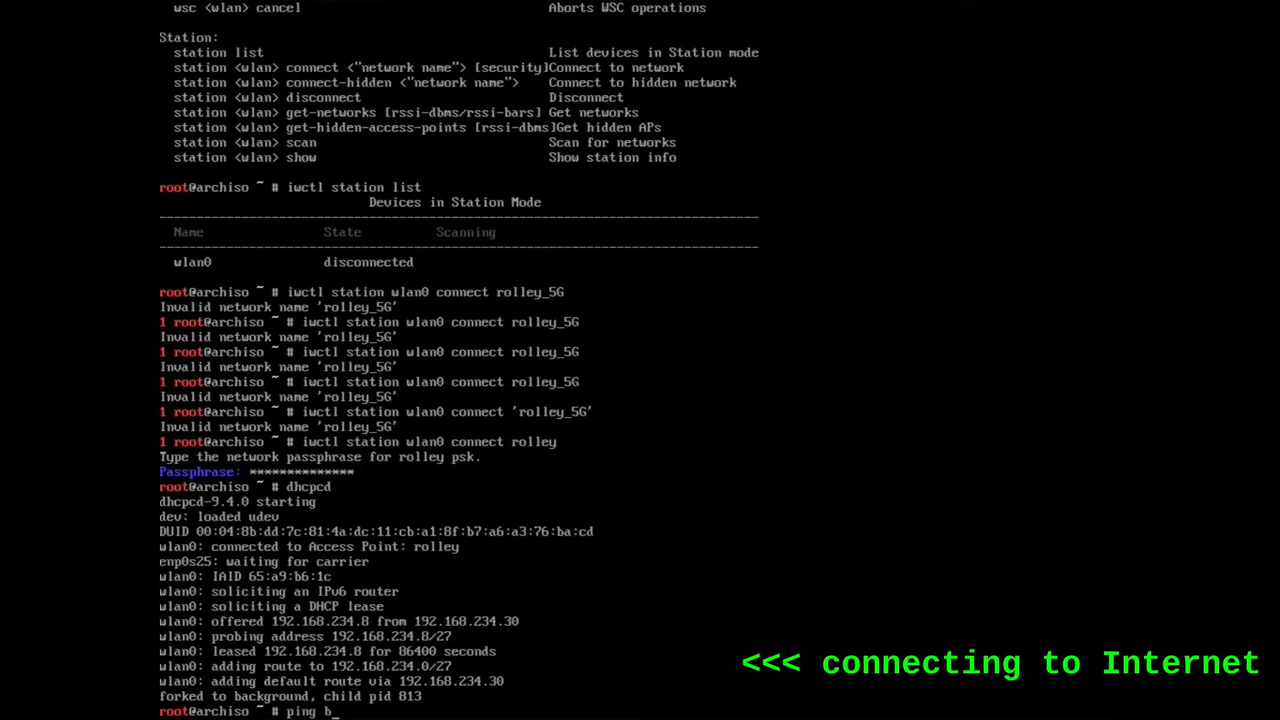 wsc <wlan> cancel Aborts WSC operations
Station:
station list List devices in Station mode
station <wlan> connect <"network name"> [security]Connect to network
station <wlan> connect-hidden <"network name"> Connect to hidden network
station <wlan> disconnect Disconnect
station <wlan> get-networks [rssi-dbms/rssi-bars] Get networks
station <wlan> get-hidden-access-points [rssi-dbms]Get hidden APs
station <wlan> scan Scan for networks
station <wlan> show Show station info
root@archiso ~ # iwctl station list
Devices in Station Mode
--------------------------------------------------------------------------------
Name State Scanning
--------------------------------------------------------------------------------
wlan0 disconnected
root@archiso ~ # iwctl station wlan0 connect rolley_5G
Invalid network name 'rolley_5G'
1 root@archiso ~ # iwctl station wlan0 connect rolley_5G
Invalid network name 'rolley_5G'
1 root@archiso ~ # iwctl station wlan0 connect rolley_5G
Invalid network name 'rolley_5G'
1 root@archiso ~ # iwctl station wlan0 connect rolley_5G
Invalid network name 'rolley_5G'
1 root@archiso ~ # iwctl station wlan0 connect 'rolley_5G'
Invalid network name 'rolley_5G'
1 root@archiso ~ # iwctl station wlan0 connect rolley
Type the network passphrase for rolley psk.
Passphrase: **************
root@archiso ~ # dhcpcd
dhcpcd-9.4.0 starting
dev: loaded udev
DUID 00:04:8b:dd:7c:81:4a:dc:11:cb:a1:8f:b7:a6:a3:76:ba:cd
wlan0: connected to Access Point: rolley
enp0s25: waiting for carrier
wlan0: IAID 65:a9:b6:1c
wlan0: soliciting an IPv6 router
wlan0: soliciting a DHCP lease
wlan0: offered 192.168.234.8 from 192.168.234.30
wlan0: probing address 192.168.234.8/27
wlan0: leased 192.168.234.8 for 86400 seconds
wlan0: adding route to 192.168.234.0/27
wlan0: adding default route via 192.168.234.30
forked to background, child pid 813
root@archiso ~ # ping b_
<<< connecting to Internet